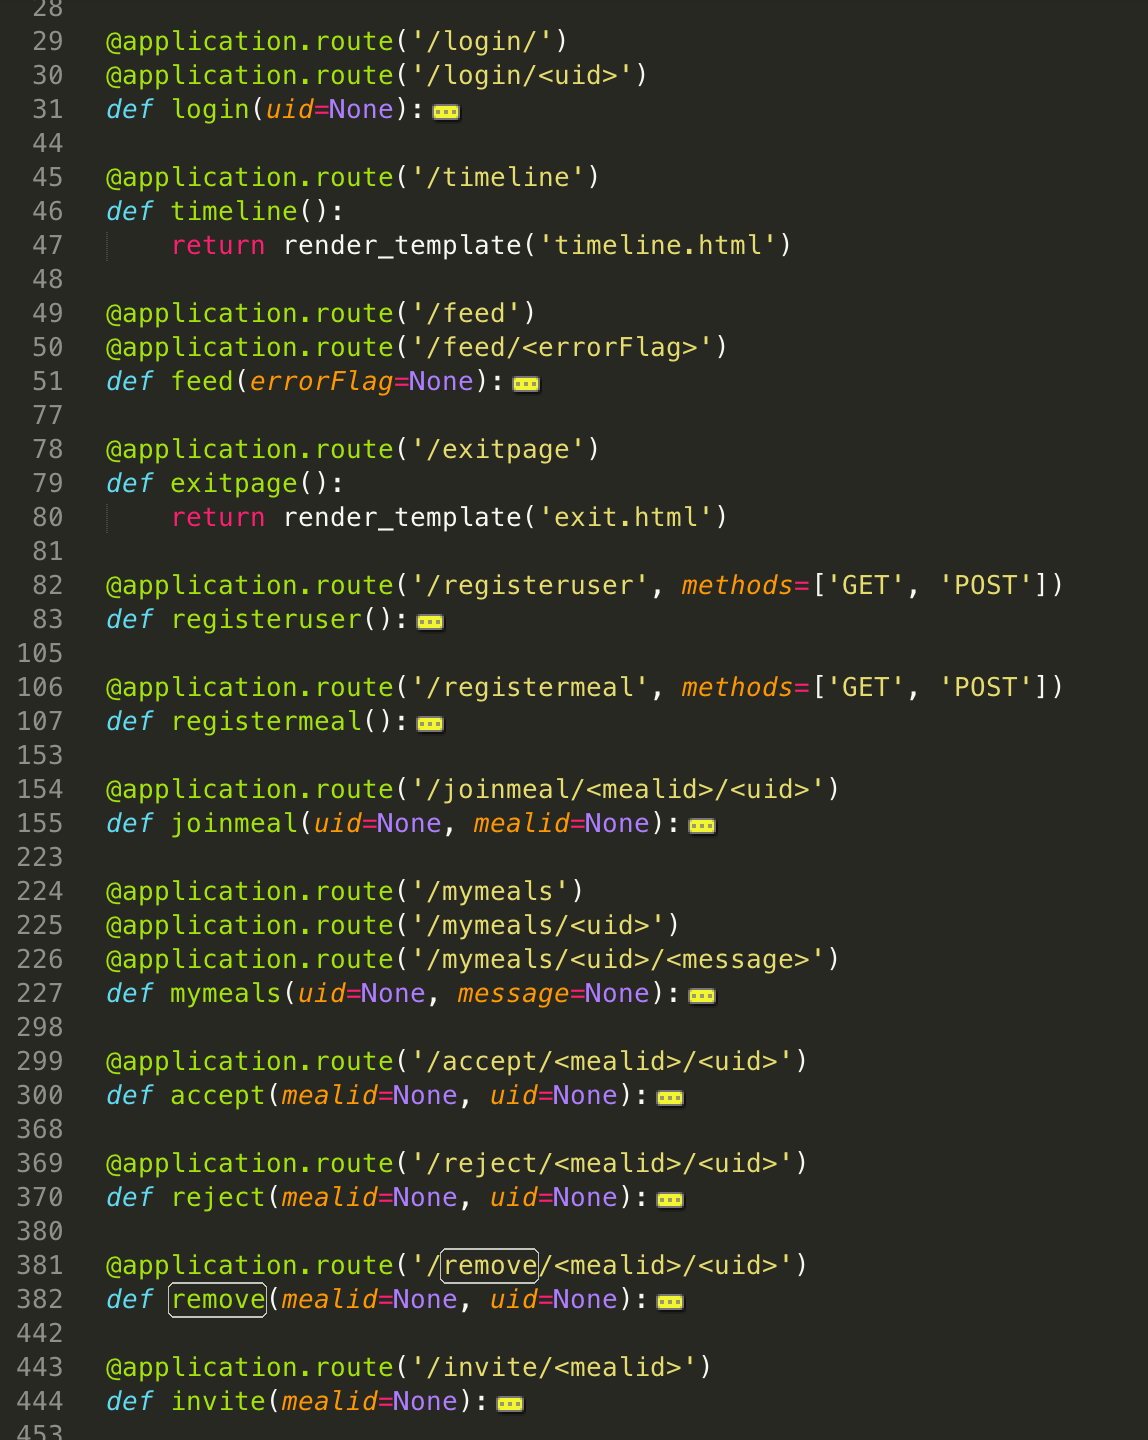 28
29 @application.route('/login/')
30 @application.route('/login/<uid>')
31 def login(uid=None):
44
45 @application.route('/timeline')
46 def timeline():
47 return render_template('timeline.html')
48
49 @application.route('/feed')
50 @application.route('/feed/<errorFlag>')
51 def feed(errorFlag=None):
77
78 @application.route('/exitpage')
79 def exitpage():
80 return render_template('exit.html')
81
82 @application.route('/registeruser', methods=['GET', 'POST'])
83 def registeruser():
105
106 @application.route('/registermeal', methods=['GET', 'POST'])
107 def registermeal():
153
154 @application.route('/joinmeal/<mealid>/<uid>')
155 def joinmeal(uid=None, mealid=None):
223
224 @application.route('/mymeals')
225 @application.route('/mymeals/<uid>')
226 @application.route('/mymeals/<uid>/<message>')
227 def mymeals(uid=None, message=None):
298
299 @application.route('/accept/<mealid>/<uid>')
300 def accept(mealid=None, uid=None):
368
369 @application.route('/reject/<mealid>/<uid>')
370 def reject(mealid=None, uid=None):
380
381 @application.route('/remove/<mealid>/<uid>')
382 def remove(mealid=None, uid=None):
442
443 @application.route('/invite/<mealid>')
444 def invite(mealid=None):
453